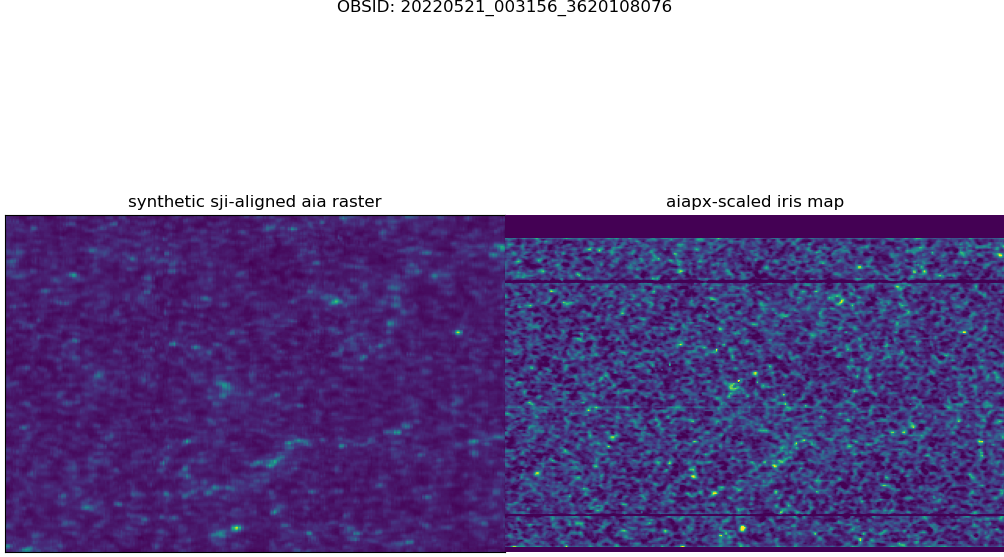 OBSID: 20220521_003156_3620108076
synthetic sji-aligned aia raster
aiapx-scaled iris map